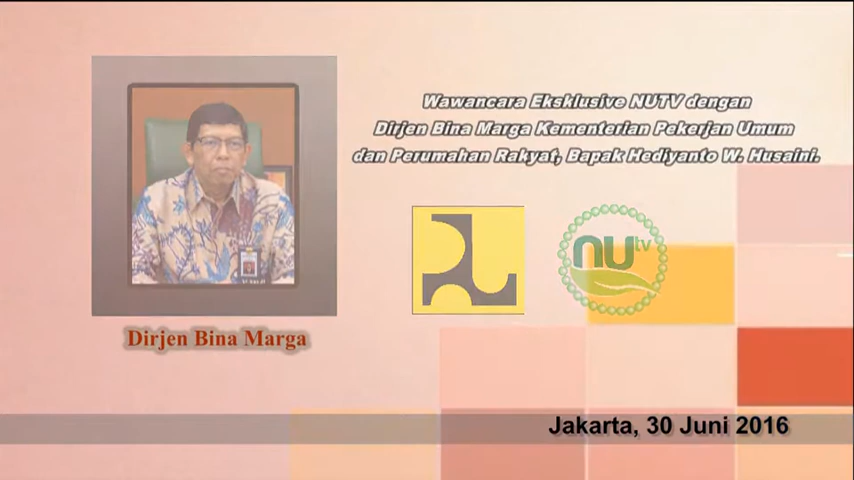 Wawancara Eksklusive NUTV dengan
Dirjen Bina Marga Kementerian Pekerjan Umum
dan Perumahan Rakyat, Bapak Hediyanto W. Husaini.
nu tv
Dirjen Bina Marga
Jakarta, 30 Juni 2016